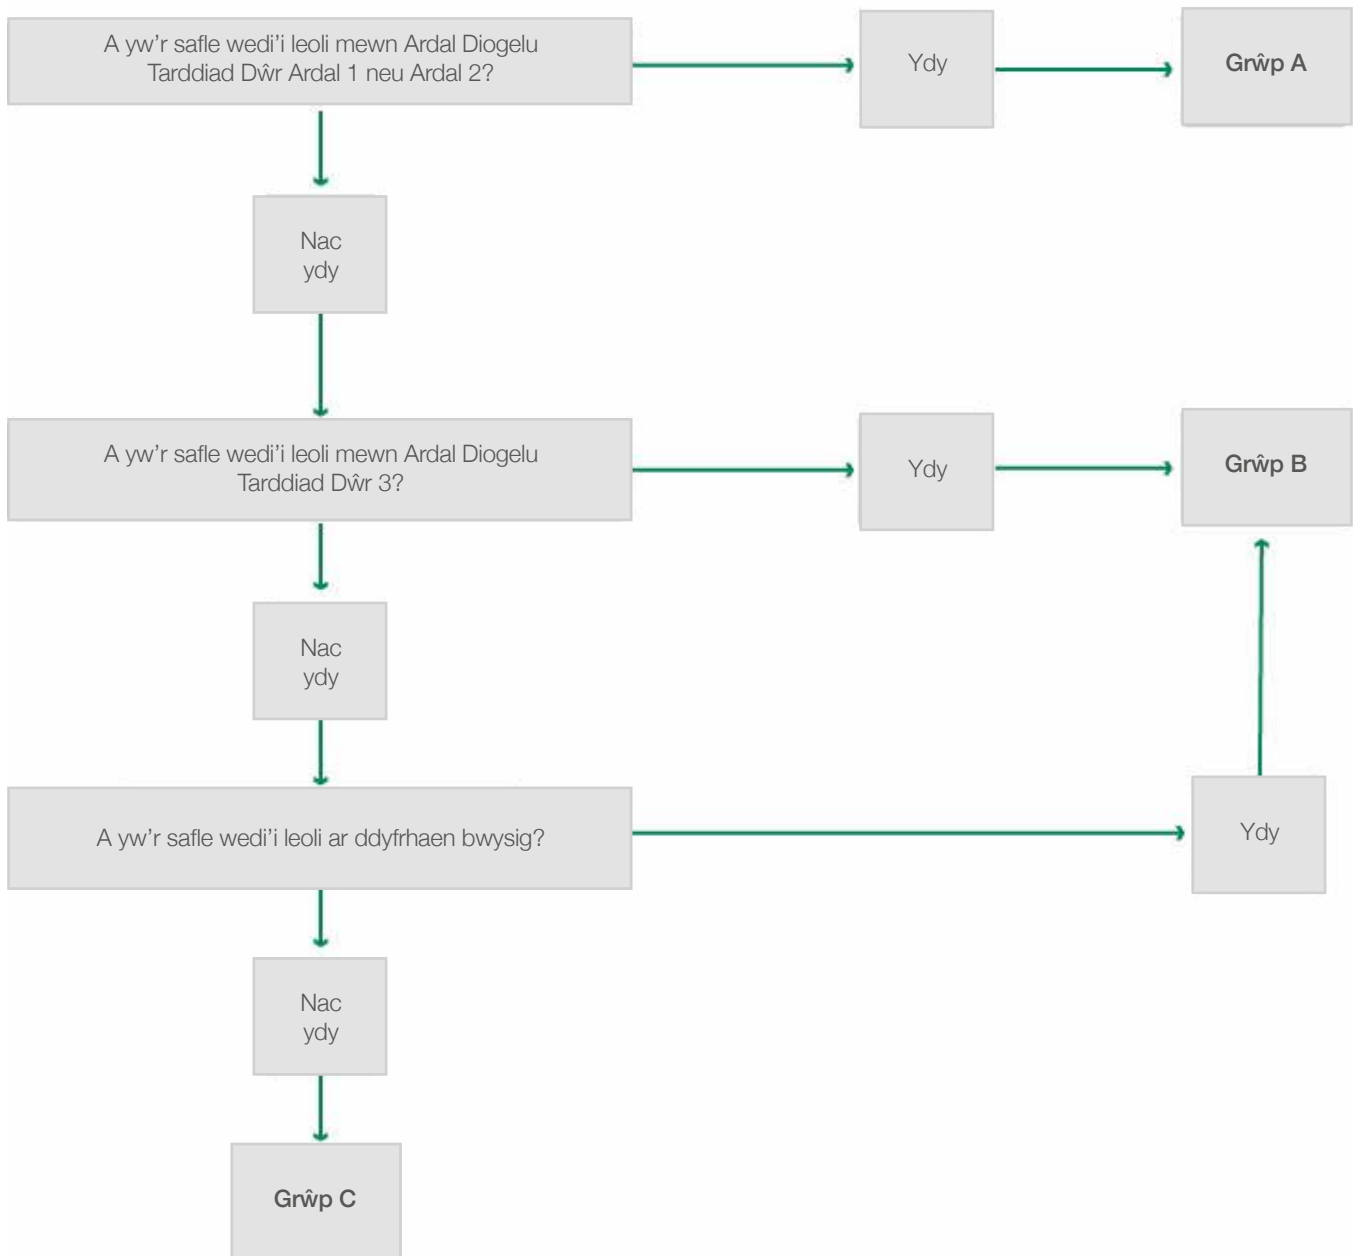 A yw'r safle wedi'i leoli mewn Ardal Diogelu
Tarddiad Dŵr Ardal 1 neu Ardal 2?
Ydy
Grŵp A
Nac
ydy
A yw'r safle wedi'i leoli mewn Ardal Diogelu
Tarddiad Dŵr 3?
Ydy
Grŵp B
Nac
ydy
A yw'r safle wedi'i leoli ar ddyfrhaen bwysig?
Ydy
Nac
ydy
Grŵp C